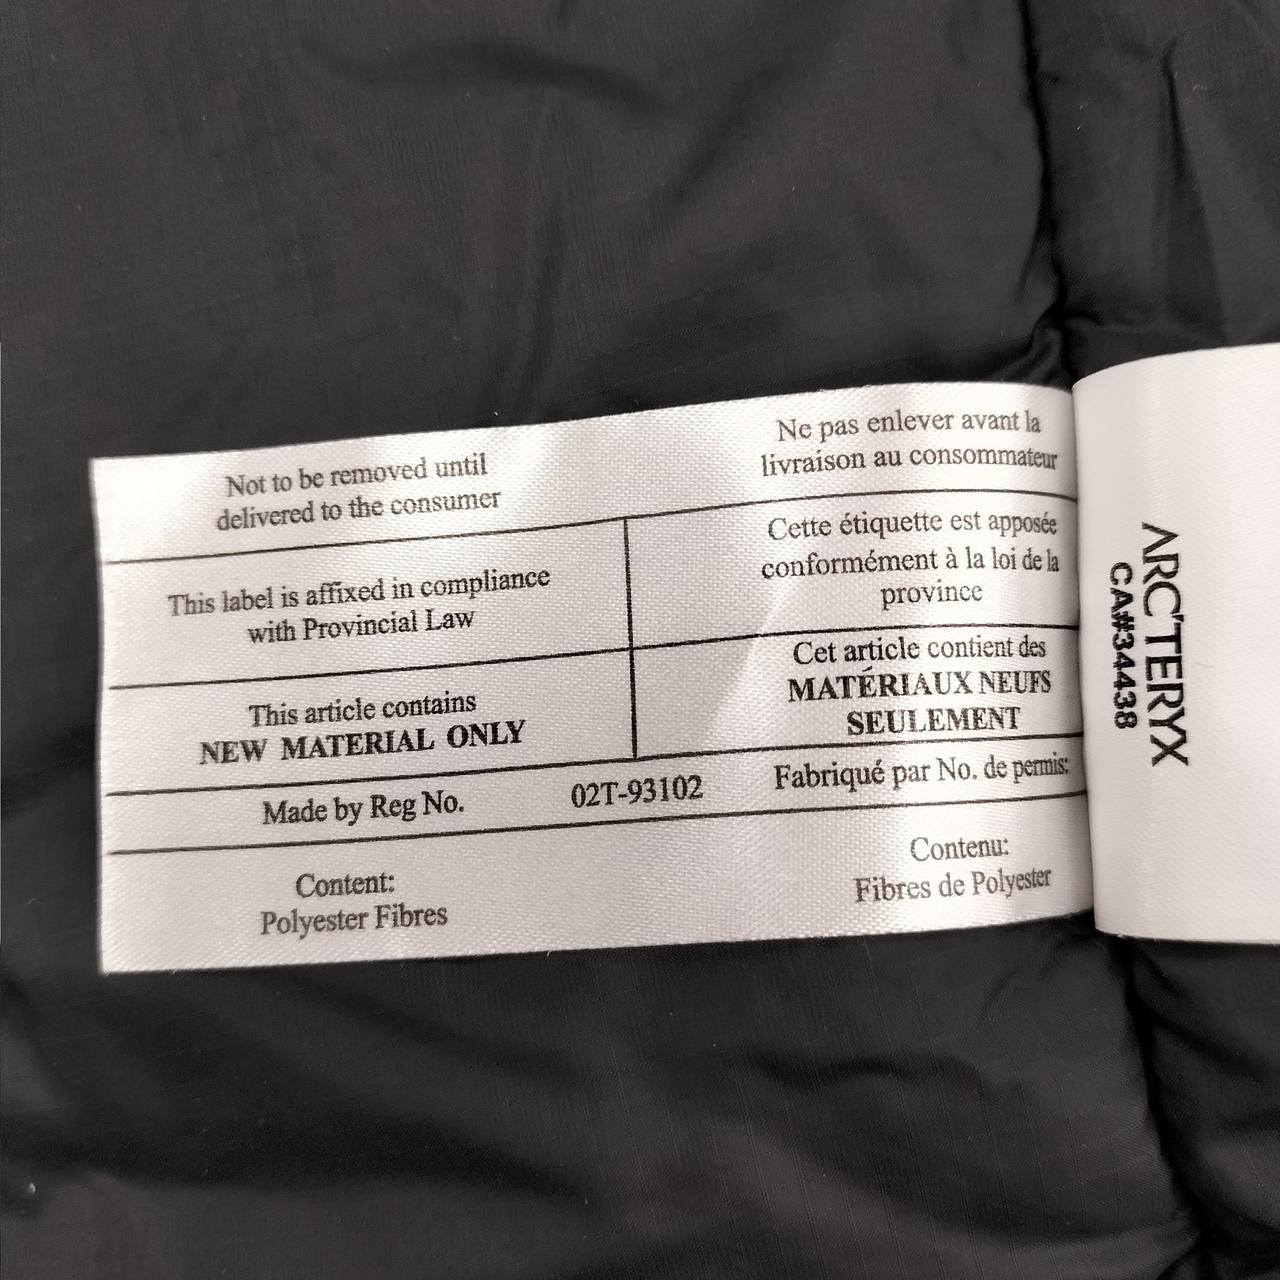 Not to be removed until
delivered to the consumer
Ne pas enlever avant la
livraison au consommateur
This label is affixed in compliance
with Provincial Law
Cette étiquette est apposée
conformément à la loi de la
province
This article contains
NEW MATERIAL ONLY
Cet article contient des
MATÉRIAUX NEUFS
SEULEMENT
Made by Reg No. 02T-93102 Fabriqué par No. de permis:
Content:
Polyester Fibres
Contenu:
Fibres de Polyester
ARC'TERYX
CA#34438